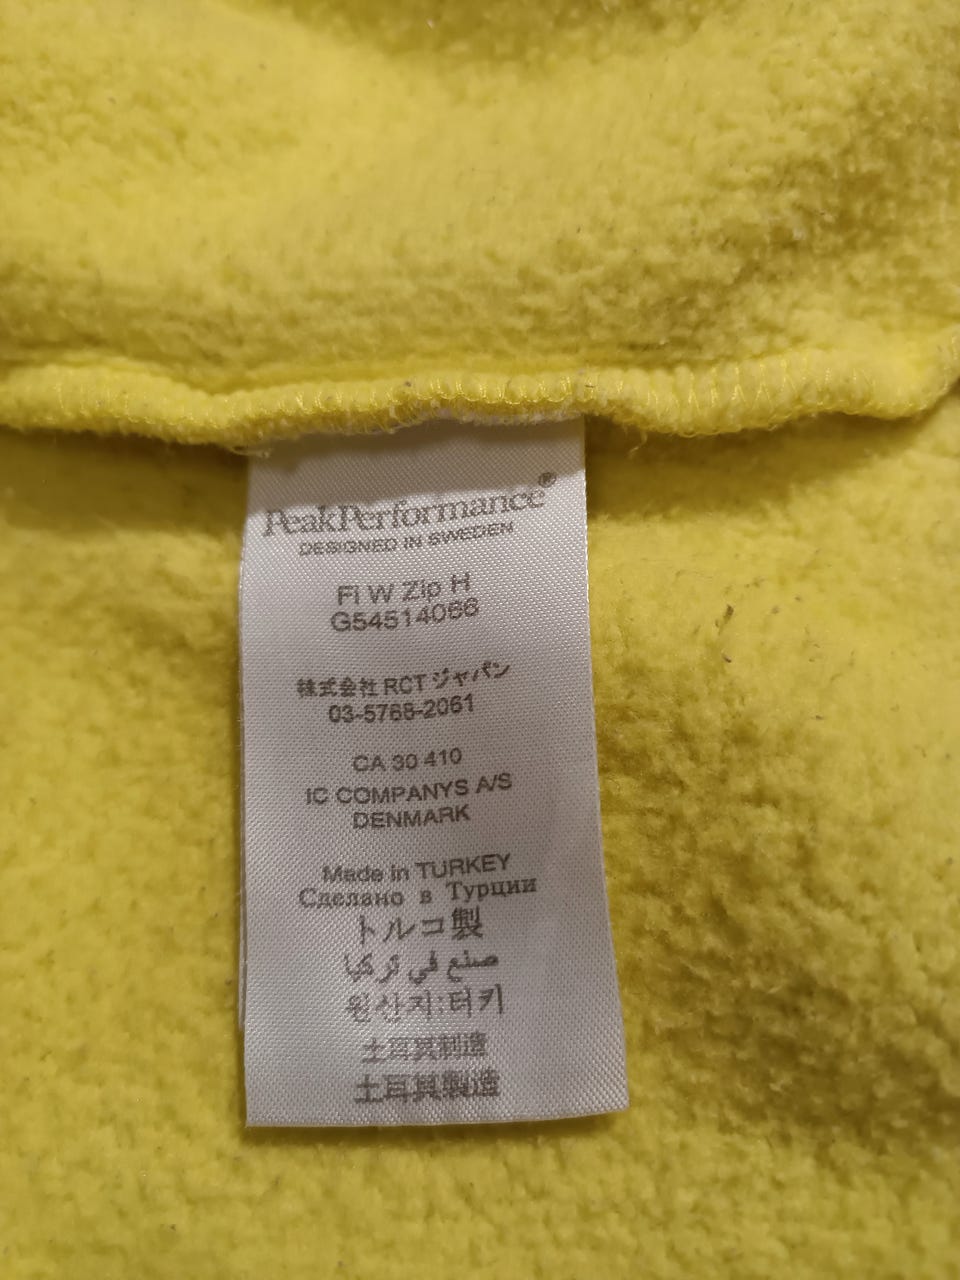 PeakPerformance®
DESIGNED IN SWEDEN
Fl W Zip H
G54514066
株式会社 RCT ジャパン
03-5768-2061
CA 30 410
IC COMPANYS A/S
DENMARK
Made in TURKEY
Сделано в Турции
トルコ製
صنع في تركيا
원산지:터키
土耳其制造
土耳其製造